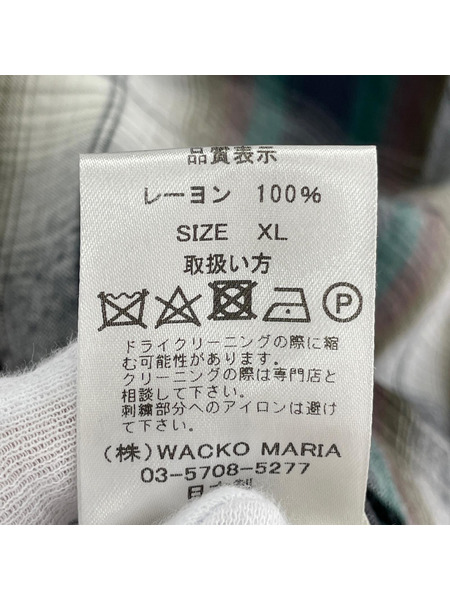 品質表示
レーヨン 100%
SIZE XL
取扱い方
P
ドライクリーニングの際に縮
む可能性があります。
クリーニングの際は専門店と
相談して下さい。
刺繍部分へのアイロンは避け
て下さい。
(株)WACKO MARIA
03-5708-5277